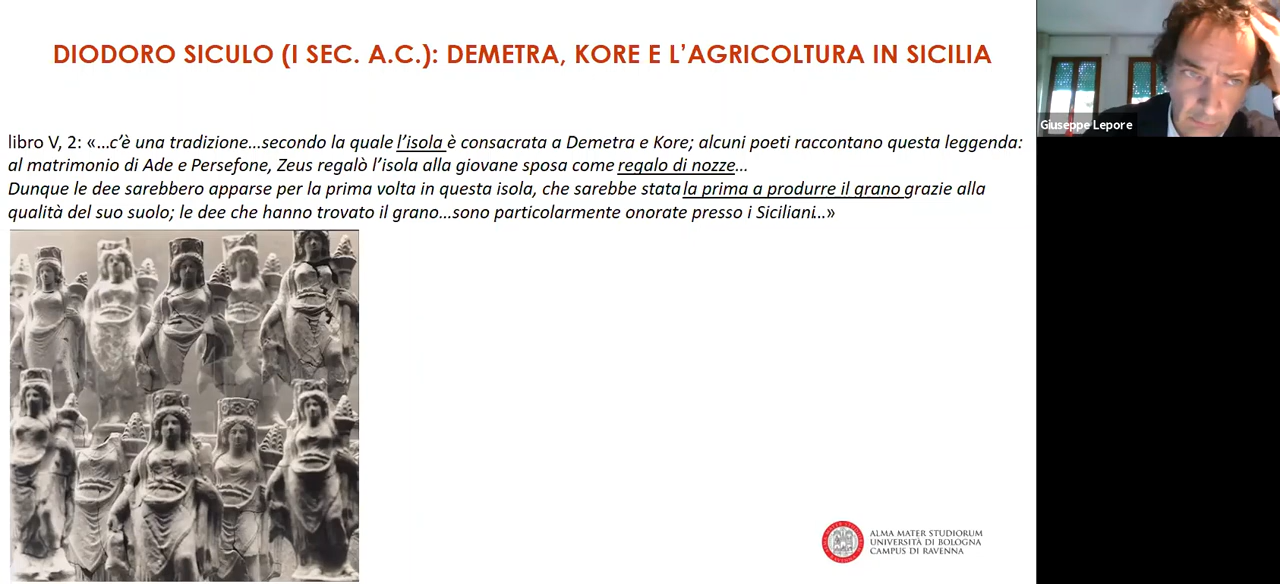 DIODORO SICULO (I SEC. A.C.): DEMETRA, KORE E L’AGRICOLTURA IN SICILIA
libro V, 2: «…c’è una tradizione…secondo la quale l’isola è consacrata a Demetra e Kore; alcuni poeti raccontano questa leggenda:
al matrimonio di Ade e Persefone, Zeus regalò l’isola alla giovane sposa come regalo di nozze…
Dunque le dee sarebbero apparse per la prima volta in questa isola, che sarebbe stata la prima a produrre il grano grazie alla
qualità del suo suolo; le dee che hanno trovato il grano…sono particolarmente onorate presso i Siciliani…»
Giuseppe Lepore
ALMA MATER STUDIORUM
UNIVERSITÀ DI BOLOGNA
CAMPUS DI RAVENNA